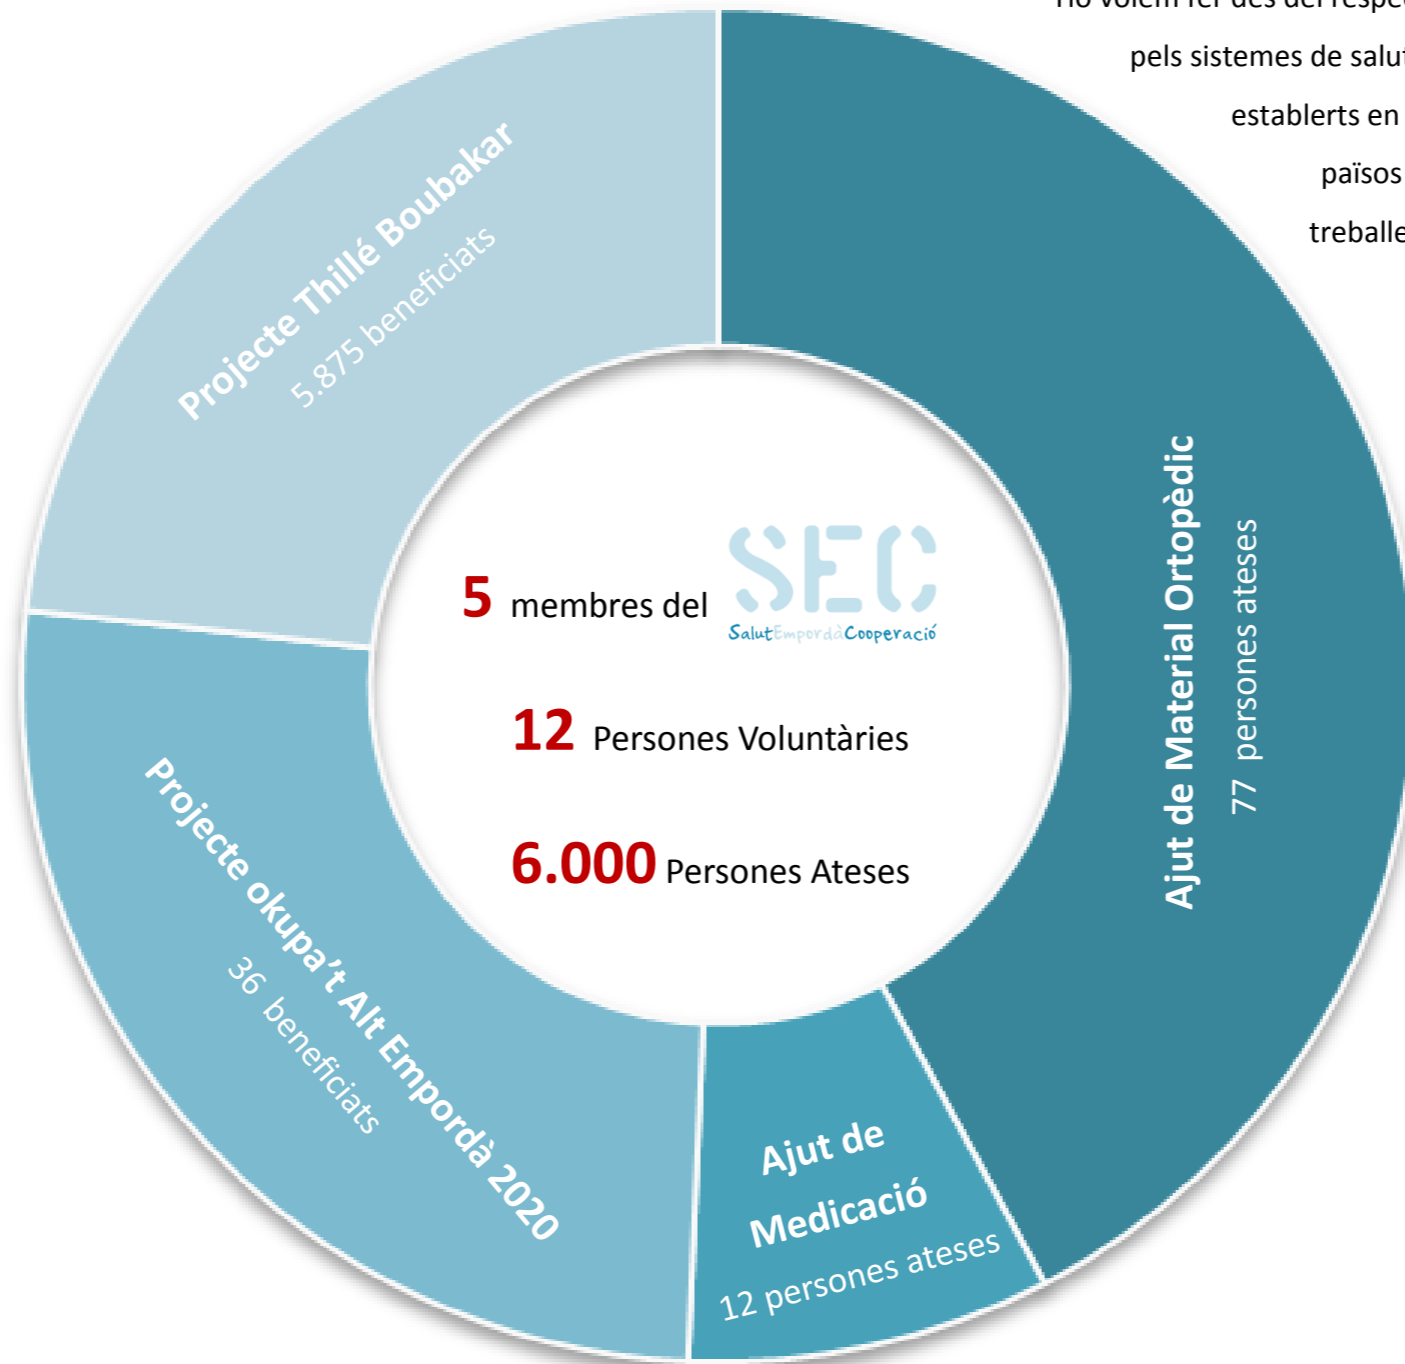 pels sistemes de salut
establerts en
països
treballe
Projecte Thillé Boubakar
5.875 beneficiats
Ajut de Material Ortopèdic
77 persones ateses
5 membres del SEC
SalutEmpordàCooperació
12 Persones Voluntàries
6.000 Persones Ateses
Projecte okupa't Alt Empordà 2020
36 beneficiats
Ajut de
Medicació
12 persones ateses